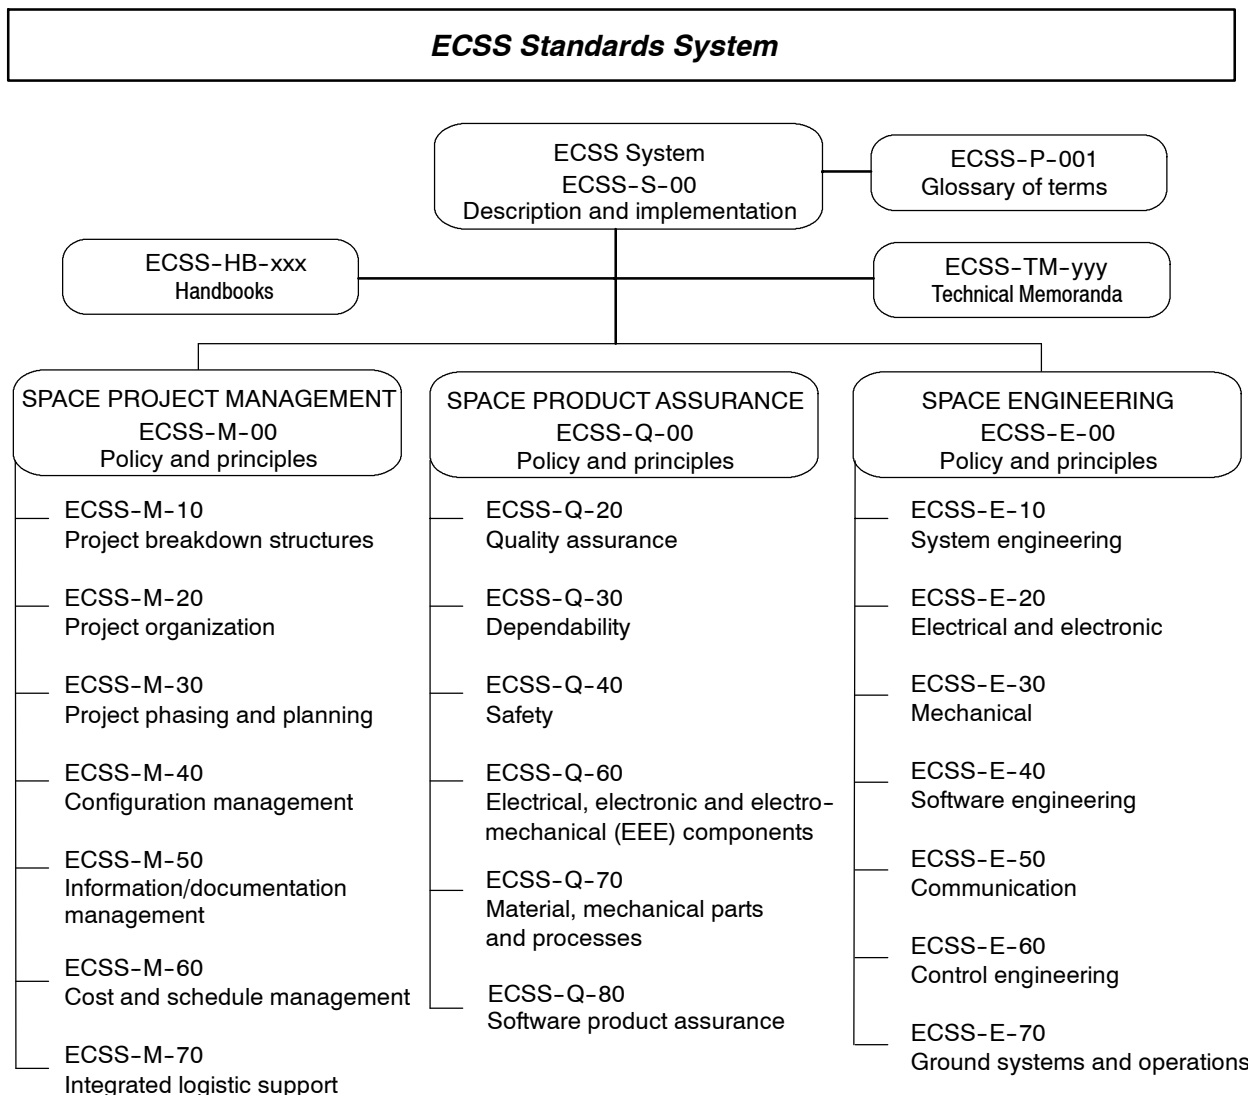 ECSS Standards System
ECSS System
ECSS-S-00
Description and implementation
ECSS-P-001
Glossary of terms
ECSS-HB-xxx
Handbooks
ECSS-TM-yyy
Technical Memoranda
SPACE PROJECT MANAGEMENT
ECSS-M-00
Policy and principles
ECSS-M-10
Project breakdown structures
ECSS-M-20
Project organization
ECSS-M-30
Project phasing and planning
ECSS-M-40
Configuration management
ECSS-M-50
Information/documentation
management
ECSS-M-60
Cost and schedule management
ECSS-M-70
Integrated logistic support
SPACE PRODUCT ASSURANCE
ECSS-Q-00
Policy and principles
ECSS-Q-20
Quality assurance
ECSS-Q-30
Dependability
ECSS-Q-40
Safety
ECSS-Q-60
Electrical, electronic and electro-
mechanical (EEE) components
ECSS-Q-70
Material, mechanical parts
and processes
ECSS-Q-80
Software product assurance
SPACE ENGINEERING
ECSS-E-00
Policy and principles
ECSS-E-10
System engineering
ECSS-E-20
Electrical and electronic
ECSS-E-30
Mechanical
ECSS-E-40
Software engineering
ECSS-E-50
Communication
ECSS-E-60
Control engineering
ECSS-E-70
Ground systems and operations